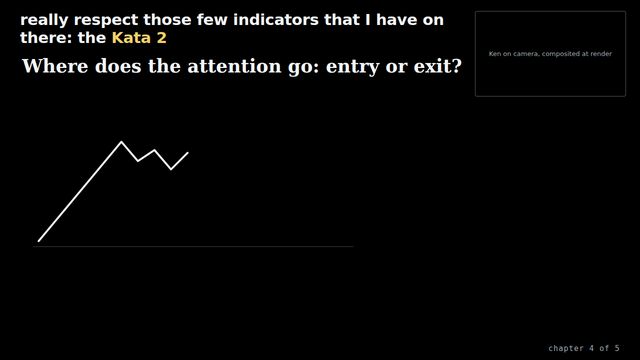 really respect those few indicators that I have on
there: the Kata 2
Where does the attention go: entry or exit?
Ken on camera, composited at render
chapter 4 of 5